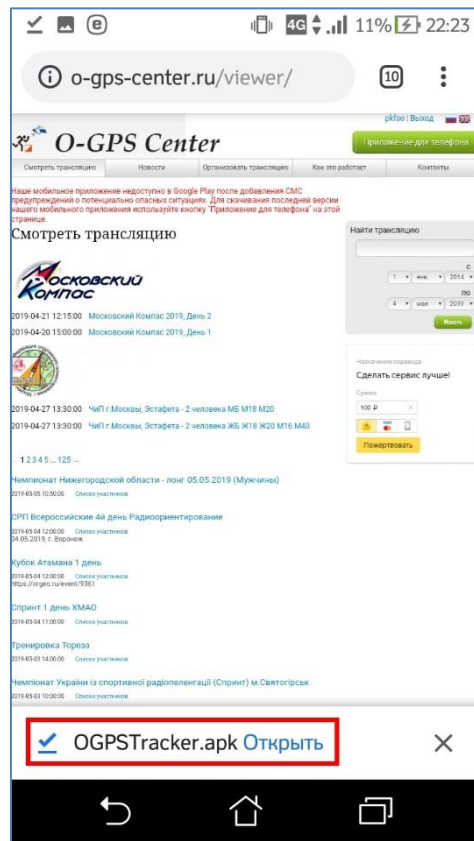 4G 11% 22:23
o-gps-center.ru/viewer/ 10
pkfso | Выход
O-GPS Center
Приложение для телефона
Смотреть трансляцию Новости Организовать трансляцию Как это работает Контакты
Наше мобильное приложение недоступно в Google Play после добавления СМС
предупреждений о потенциально опасных ситуациях. Для скачивания последней версии
нашего мобильного приложения используйте кнопку "Приложение для телефона" на этой
странице.
Смотреть трансляцию
Московский
Компас
2019-04-21 12:15:00 Московский Компас 2019, День 2
2019-04-20 15:00:00 Московский Компас 2019, День 1
2019-04-27 13:30:00 ЧиП г.Москвы, Эстафета - 2 человека МБ М18 М20
2019-04-27 13:30:00 ЧиП г.Москвы, Эстафета - 2 человека ЖБ Ж18 Ж20 М16 М40
1 2 3 4 5 ... 125 →
Чемпионат Нижегородской области - лонг 05.05.2019 (Мужчины)
2019-05-05 10:50:00 Список участников
СРП Всероссийские 4й день Радиоориентирование
2019-05-04 12:00:00 Список участников
04.05.2019, г. Воронеж
Кубок Атамана 1 день
2019-05-04 12:00:00 Список участников
https://orgeo.ru/event/9361
Спринт 1 день ХМАО
2019-05-04 11:00:00 Список участников
Тренировка Тореза
2019-05-03 14:00:00 Список участников
Чемпіонат України із спортивної радіопеленгації (Спринт) м.Святогірськ
2019-05-03 10:00:00 Список участников
Найти трансляцию
с
1 янв. 2014
по
4 мая 2019
Искать
Назначение перевода
Сделать сервис лучше!
Сумма
100 ₽
Пожертвовать
OGPSTracker.apk Открыть